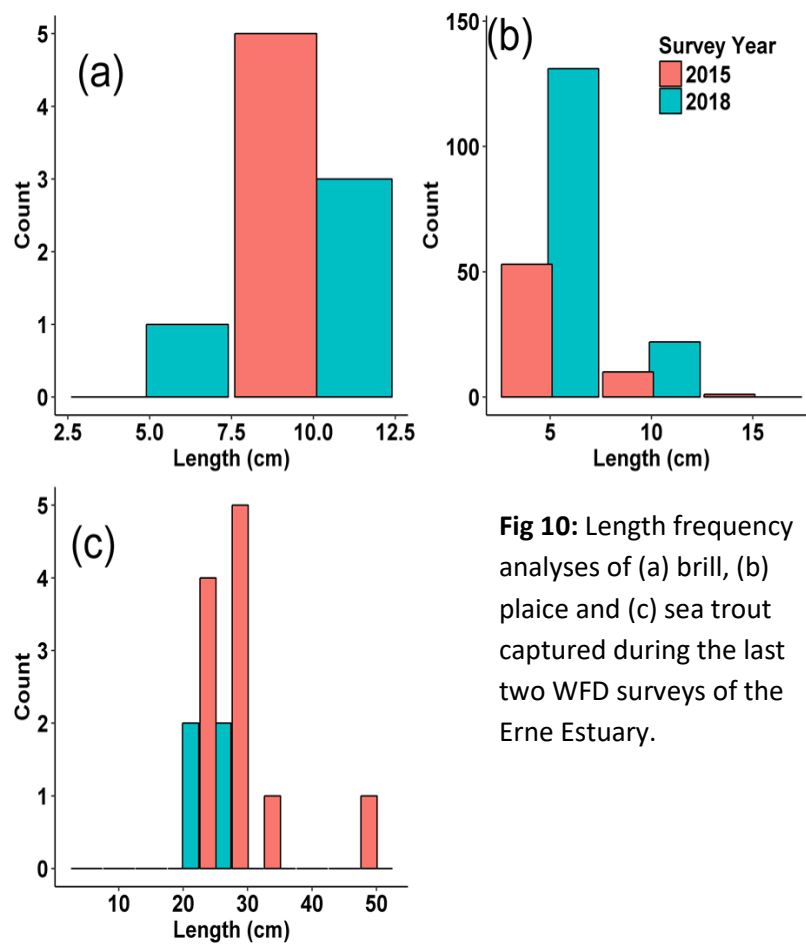 (a)
5
4
3
2
1
0
Count
2.5 5.0 7.5 10.0 12.5
Length (cm)
(b)
150
100
50
0
Count
5 10 15
Length (cm)
Survey Year
2015
2018
(c)
5
4
3
2
1
0
Count
10 20 30 40 50
Length (cm)
Fig 10: Length frequency
analyses of (a) brill, (b)
plaice and (c) sea trout
captured during the last
two WFD surveys of the
Erne Estuary.